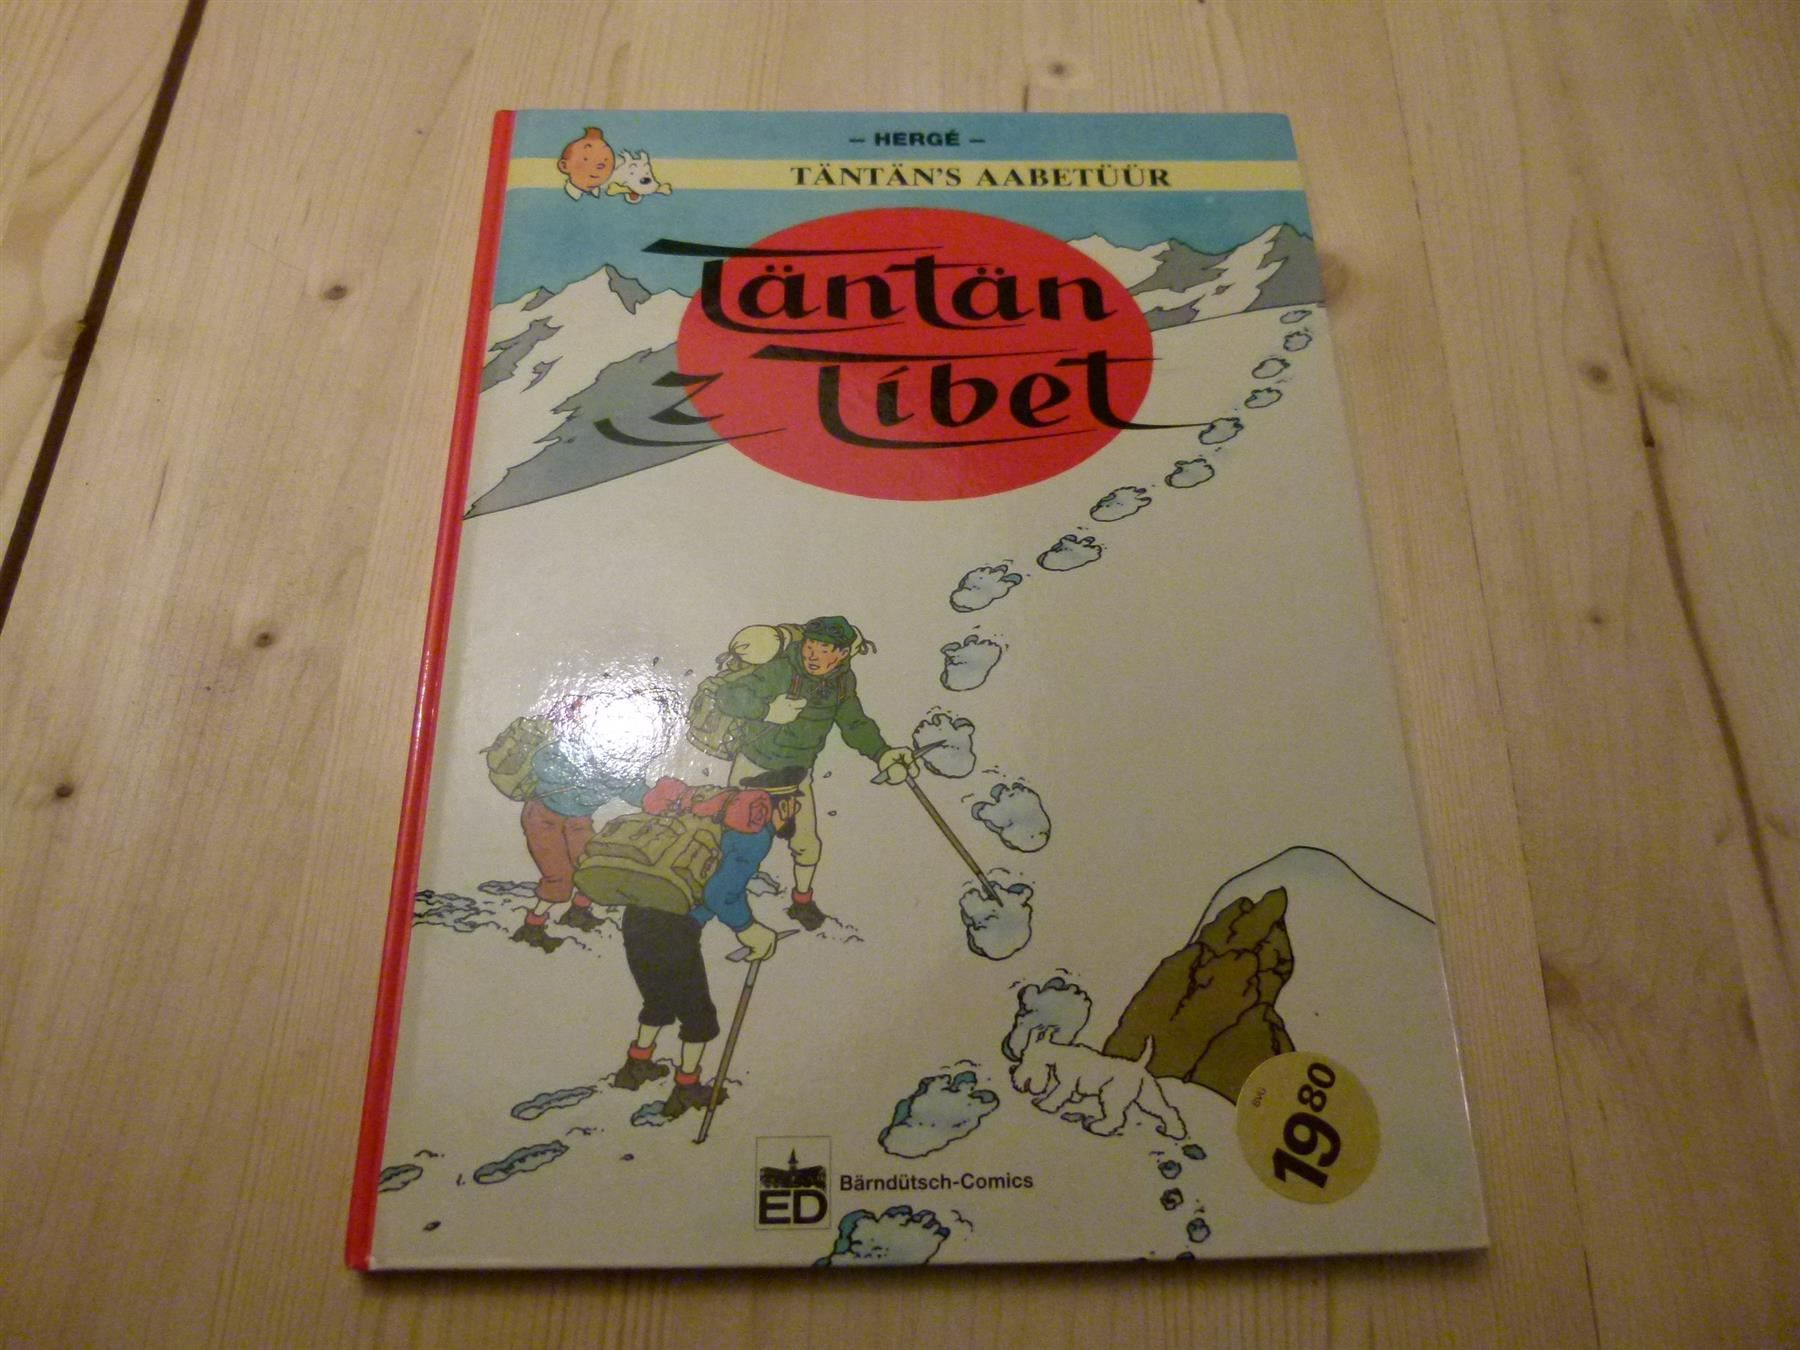 – HERGÉ –
TÄNTÄN'S AABETÜÜR
Täntän
z Tibet
ED
Bärndütsch-Comics
19 80